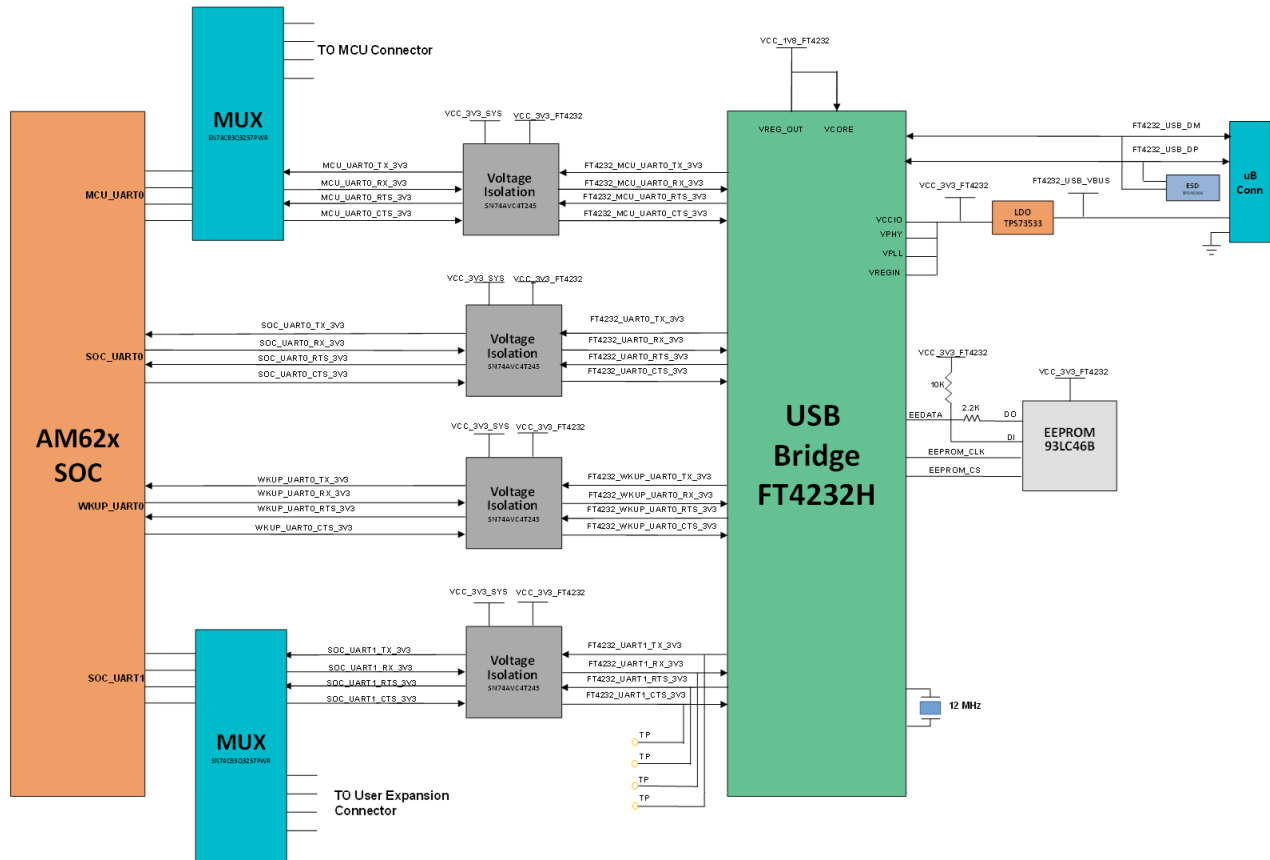 TO MCU Connector
MUX
SN74CB3Q3257PWR
VCC_1V8_FT4232
VREG_OUT
VCORE
VCC_3V3_SYS
VCC_3V3_FT4232
FT4232_USB_DM
FT4232_USB_DP
FT4232_USB_VBUS
VCC_3V3_FT4232
ESD
uB
Conn
LDO
TPS73533
VCCIO
VPHY
VPLL
VREGIN
MCU_UART0
MCU_UART0_TX_3V3
MCU_UART0_RX_3V3
MCU_UART0_RTS_3V3
MCU_UART0_CTS_3V3
Voltage
Isolation
SN74AVC4T245
FT4232_MCU_UART0_TX_3V3
FT4232_MCU_UART0_RX_3V3
FT4232_MCU_UART0_RTS_3V3
FT4232_MCU_UART0_CTS_3V3
VCC_3V3_SYS
VCC_3V3_FT4232
SOC_UART0
SOC_UART0_TX_3V3
SOC_UART0_RX_3V3
SOC_UART0_RTS_3V3
SOC_UART0_CTS_3V3
Voltage
Isolation
SN74AVC4T245
FT4232_UART0_TX_3V3
FT4232_UART0_RX_3V3
FT4232_UART0_RTS_3V3
FT4232_UART0_CTS_3V3
VCC_3V3_FT4232
10K
VCC_3V3_FT4232
EEDATA
2.2K
DO
DI
EEPROM_CLK
EEPROM_CS
EEPROM
93LC46B
AM62x
SOC
USB
Bridge
FT4232H
VCC_3V3_SYS
VCC_3V3_FT4232
WKUP_UART0
WKUP_UART0_TX_3V3
WKUP_UART0_RX_3V3
WKUP_UART0_RTS_3V3
WKUP_UART0_CTS_3V3
Voltage
Isolation
SN74AVC4T245
FT4232_WKUP_UART0_TX_3V3
FT4232_WKUP_UART0_RX_3V3
FT4232_WKUP_UART0_RTS_3V3
FT4232_WKUP_UART0_CTS_3V3
VCC_3V3_SYS
VCC_3V3_FT4232
SOC_UART1
SOC_UART1_TX_3V3
SOC_UART1_RX_3V3
SOC_UART1_RTS_3V3
SOC_UART1_CTS_3V3
Voltage
Isolation
SN74AVC4T245
FT4232_UART1_TX_3V3
FT4232_UART1_RX_3V3
FT4232_UART1_RTS_3V3
FT4232_UART1_CTS_3V3
12 MHz
MUX
SN74CB3Q3257PWR
TP
TP
TP
TP
TO User Expansion
Connector